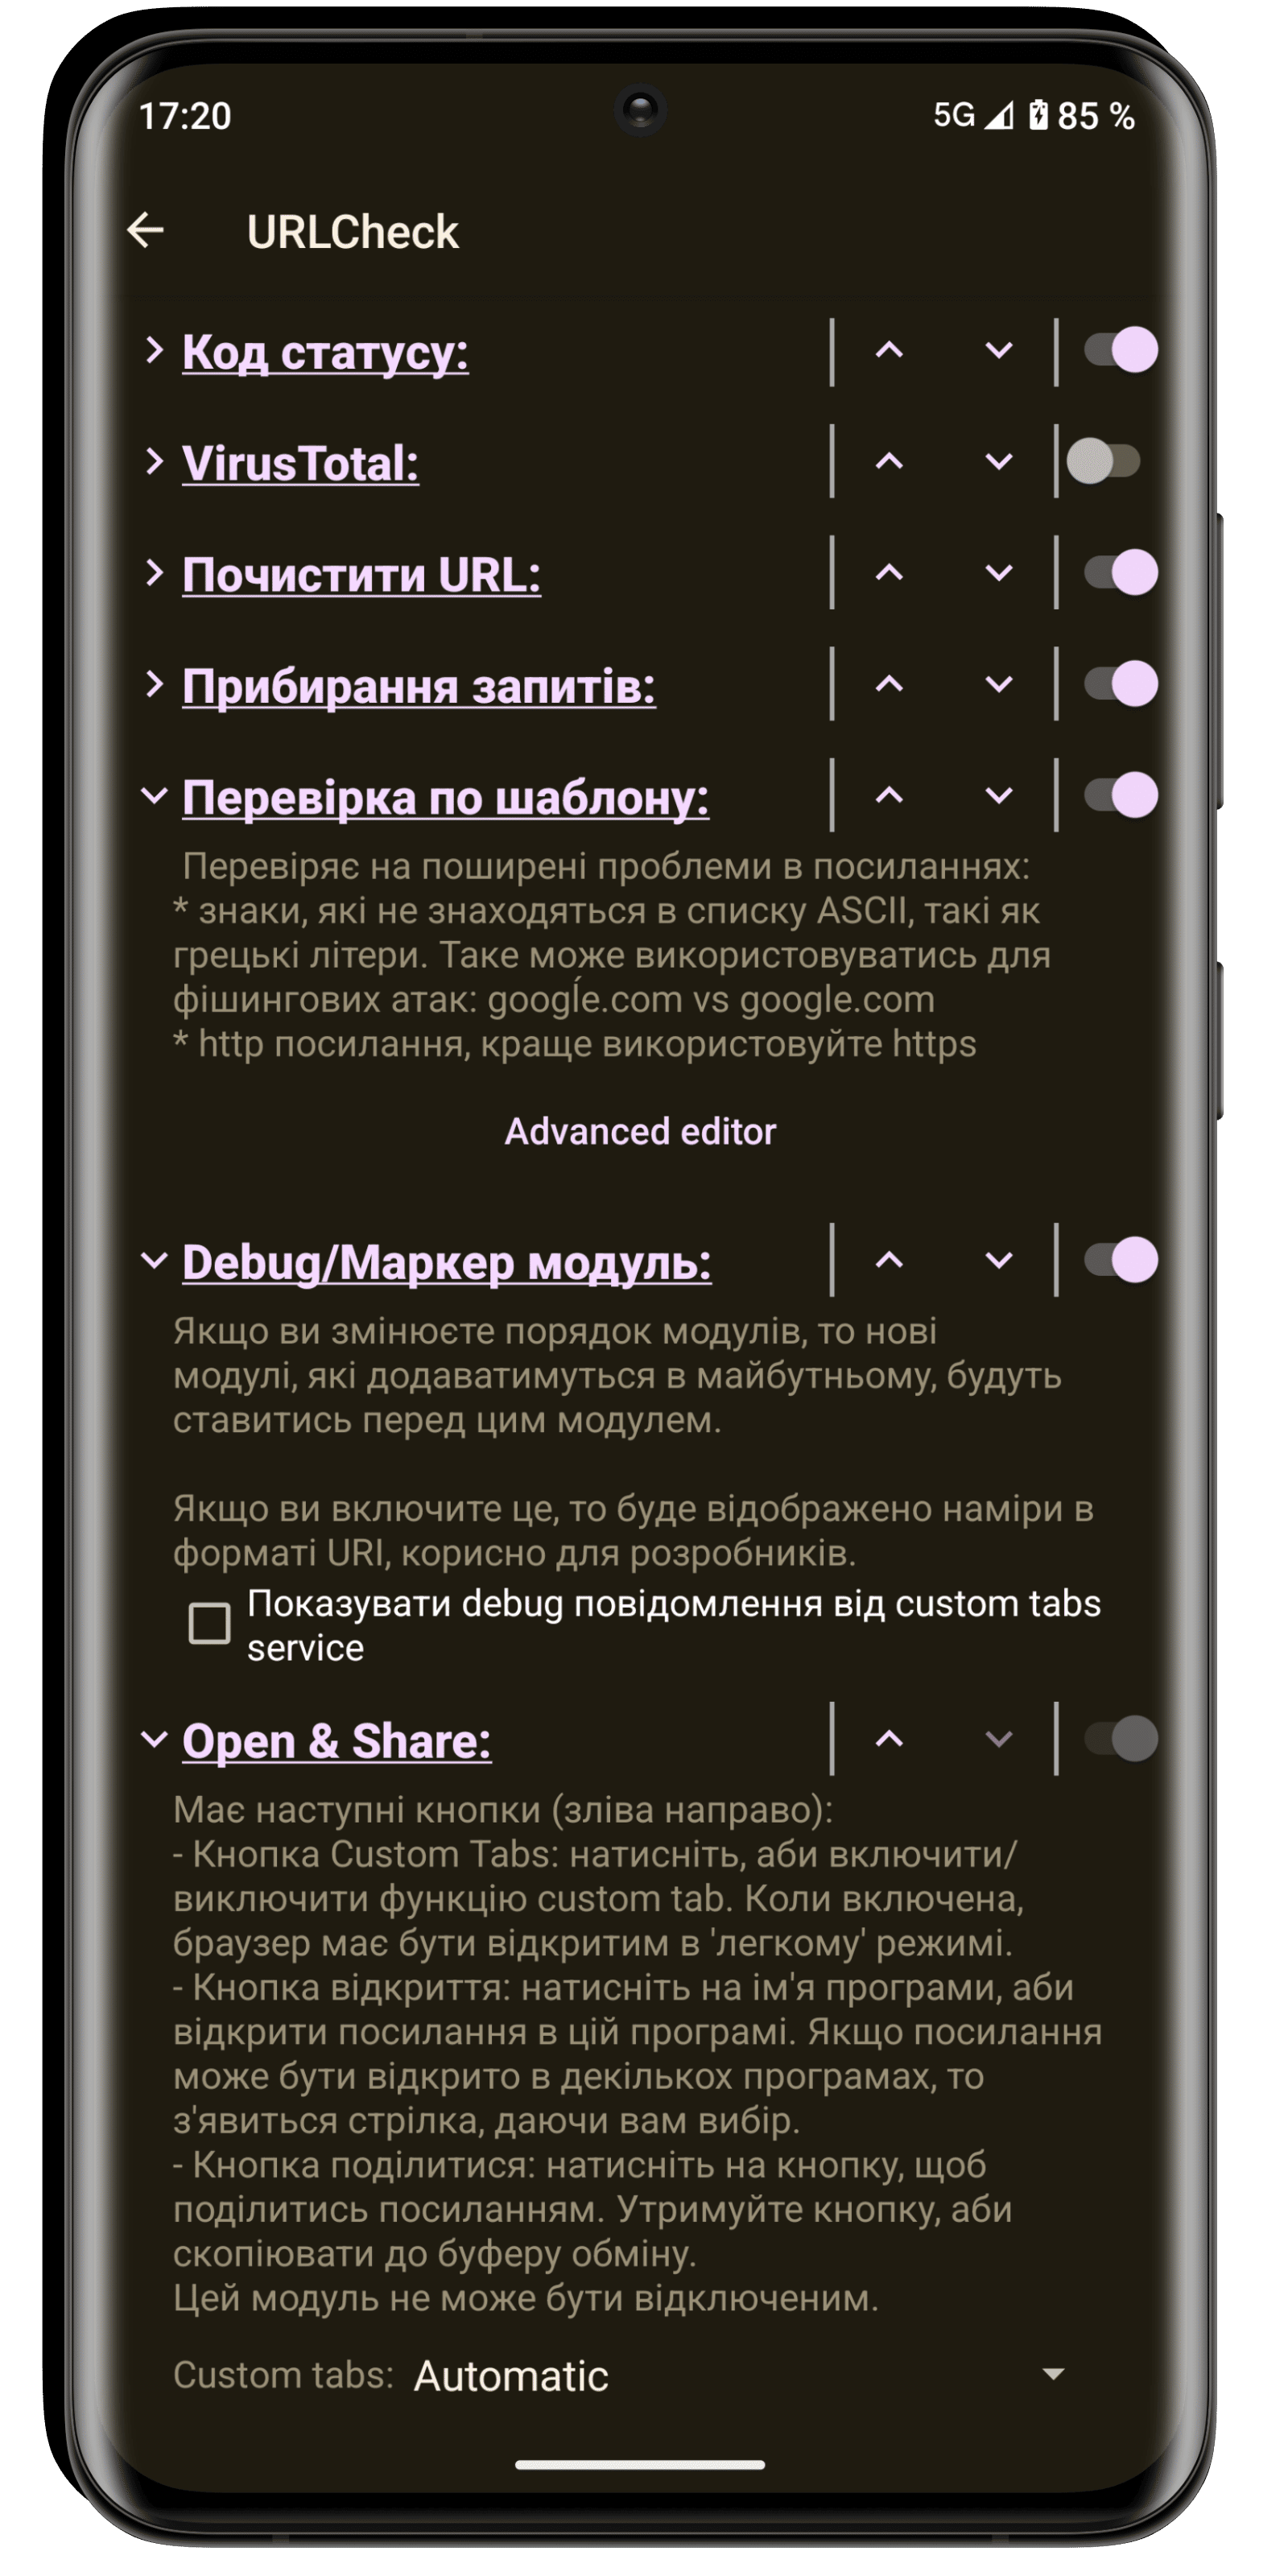 17:20
5G 85 %
URLCheck
Код статусу:
VirusTotal:
Почистити URL:
Прибирання запитів:
Перевірка по шаблону:
Перевіряє на поширені проблеми в посиланнях:
* знаки, які не знаходяться в списку ASCII, такі як
грецькі літери. Таке може використовуватись для
фішингових атак: googĺe.com vs google.com
* http посилання, краще використовуйте https
Advanced editor
Debug/Маркер модуль:
Якщо ви змінюєте порядок модулів, то нові
модулі, які додаватимуться в майбутньому, будуть
ставитись перед цим модулем.
Якщо ви включите це, то буде відображено наміри в
форматі URI, корисно для розробників.
Показувати debug повідомлення від custom tabs
service
Open & Share:
Має наступні кнопки (зліва направо):
- Кнопка Custom Tabs: натисніть, аби включити/
виключити функцію custom tab. Коли включена,
браузер має бути відкритим в 'легкому' режимі.
- Кнопка відкриття: натисніть на ім'я програми, аби
відкрити посилання в цій програмі. Якщо посилання
може бути відкрито в декількох програмах, то
з'явиться стрілка, даючи вам вибір.
- Кнопка поділитися: натисніть на кнопку, щоб
поділитись посиланням. Утримуйте кнопку, аби
скопіювати до буферу обміну.
Цей модуль не може бути відключеним.
Custom tabs: Automatic